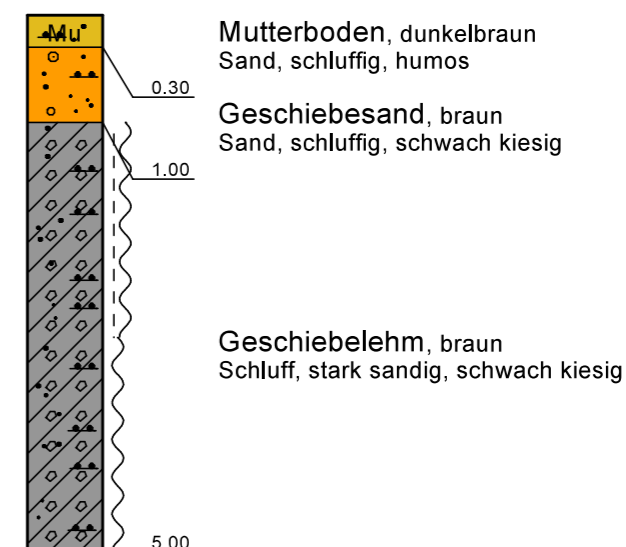 Mu
Mutterboden, dunkelbraun
Sand, schluffig, humos
0.30
Geschiebesand, braun
Sand, schluffig, schwach kiesig
1.00
Geschiebelehm, braun
Schluff, stark sandig, schwach kiesig
5.00